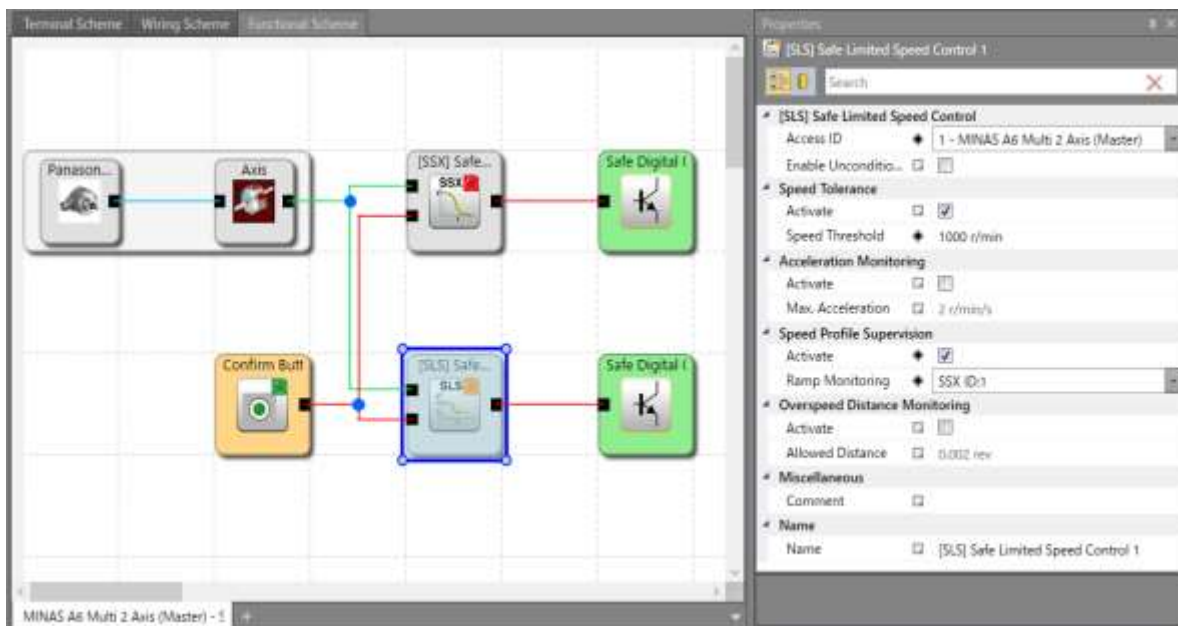 Terminal Scheme Wiring Scheme Functional Scheme
Panason...
Axis
[SSX] Safe...
SSX
Safe Digital (
Confirm Butt
[SLS] Safe...
SLS
Safe Digital (
MINAS A6 Multi 2 Axis (Master) - S
Properties
[SLS] Safe Limited Speed Control 1
Search
[SLS] Safe Limited Speed Control
Access ID 1 - MINAS A6 Multi 2 Axis (Master)
Enable Unconditio...
Speed Tolerance
Activate
Speed Threshold 1000 r/min
Acceleration Monitoring
Activate
Max. Acceleration 2 r/min/s
Speed Profile Supervision
Activate
Ramp Monitoring SSX ID:1
Overspeed Distance Monitoring
Activate
Allowed Distance 0.002 rev
Miscellaneous
Comment
Name
Name [SLS] Safe Limited Speed Control 1